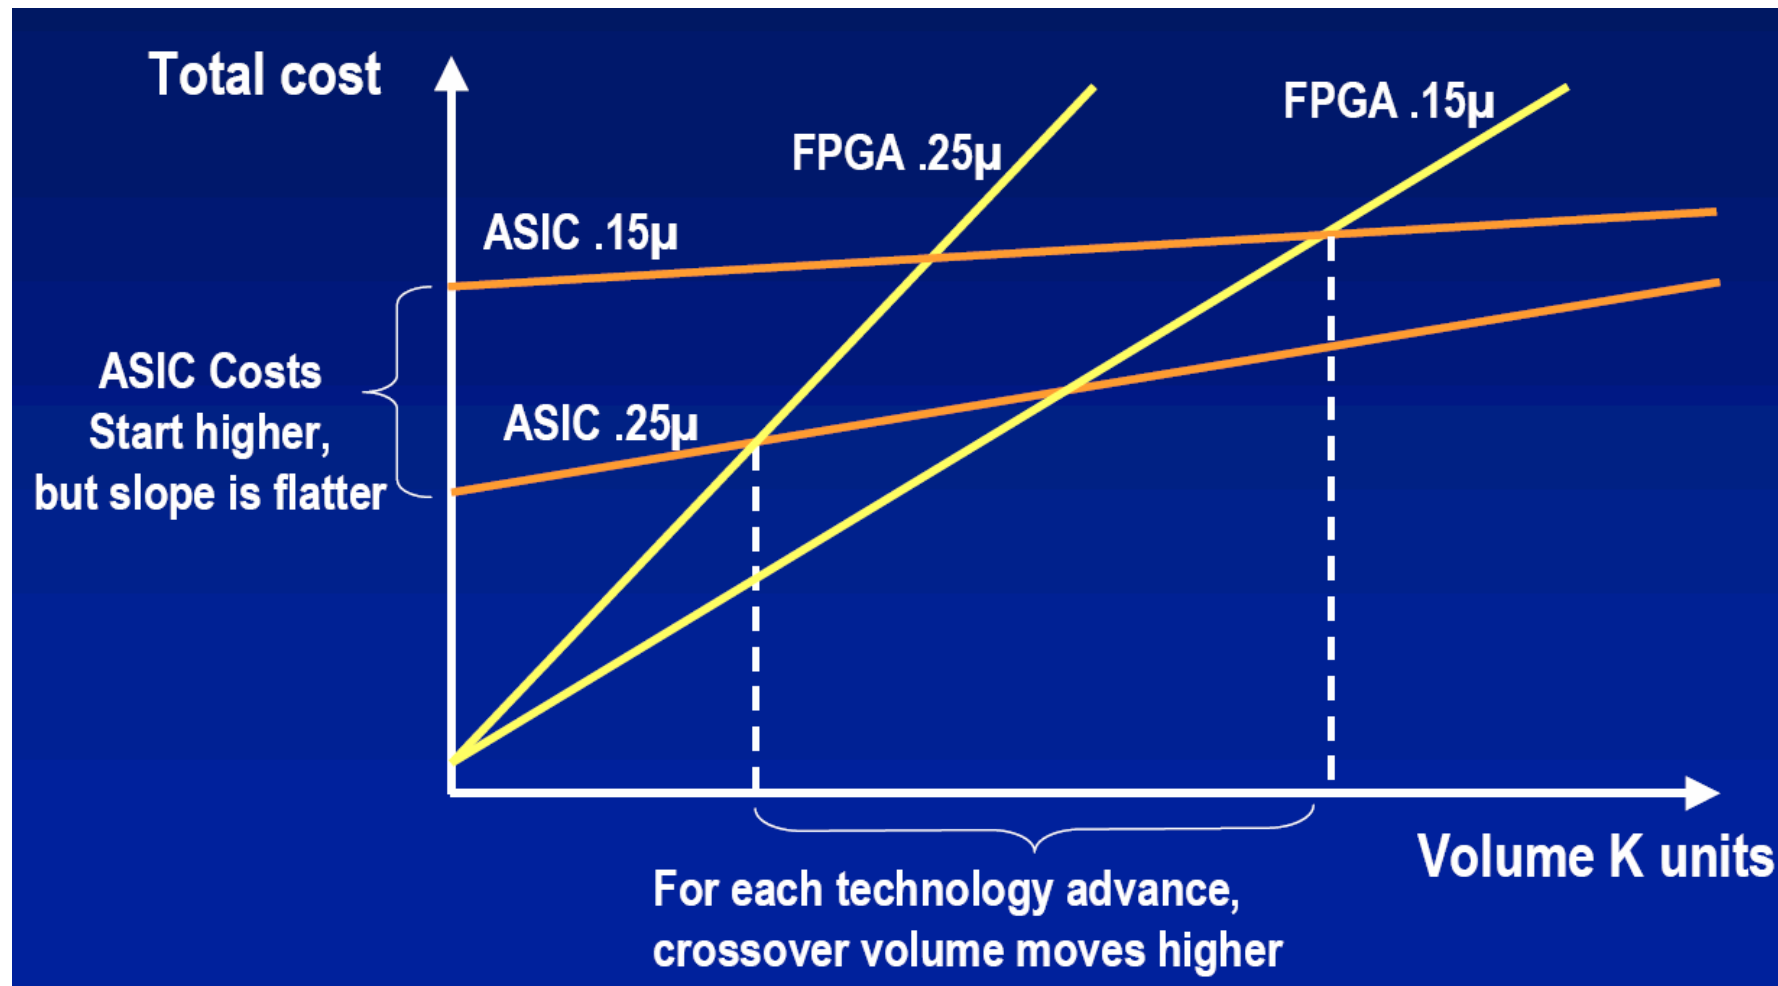 Total cost
FPGA .15µ
FPGA .25µ
ASIC .15µ
ASIC Costs
Start higher,
but slope is flatter
ASIC .25µ
Volume K units
For each technology advance,
crossover volume moves higher